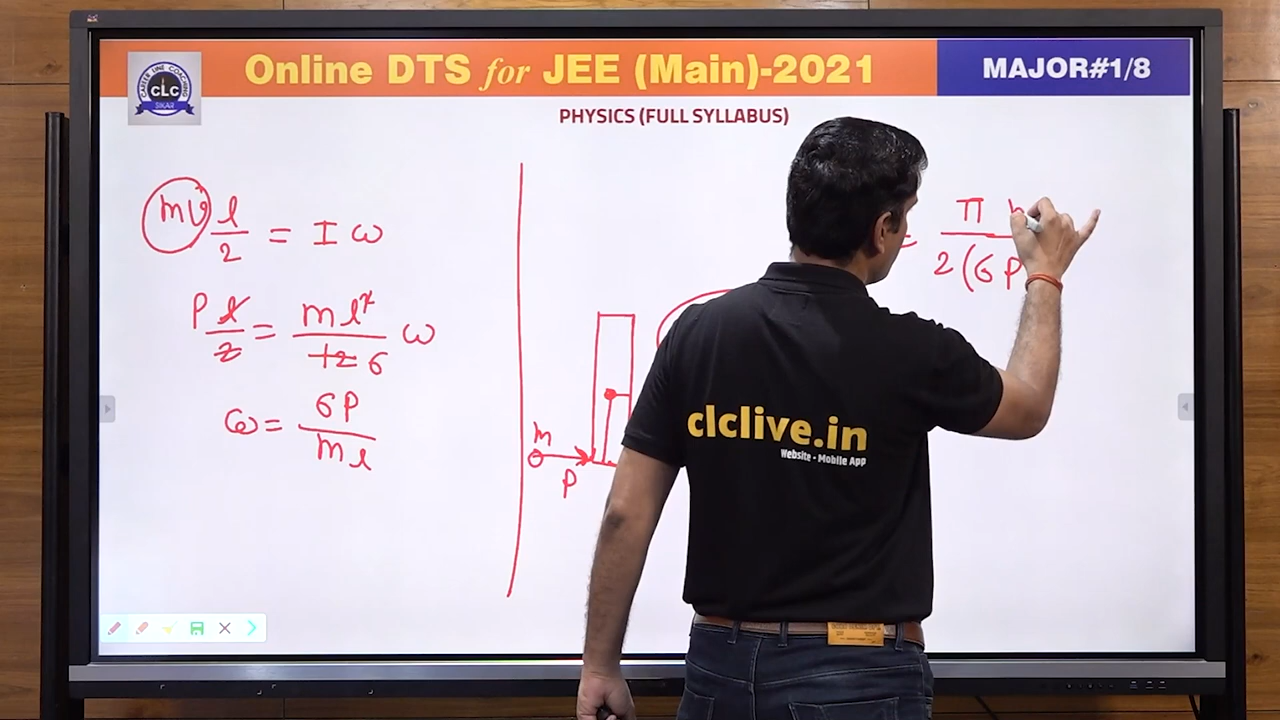 Online DTS for JEE (Main)-2021
MAJOR#1/8
CAREER LINE COACHING
CLC
SIKAR
PHYSICS (FULL SYLLABUS)
mv l/2 = I ω
P l/2 = ml²/12 6 ω
ω = 6P/ml
m
P
= π
2(6P
clclive.in
Website • Mobile App